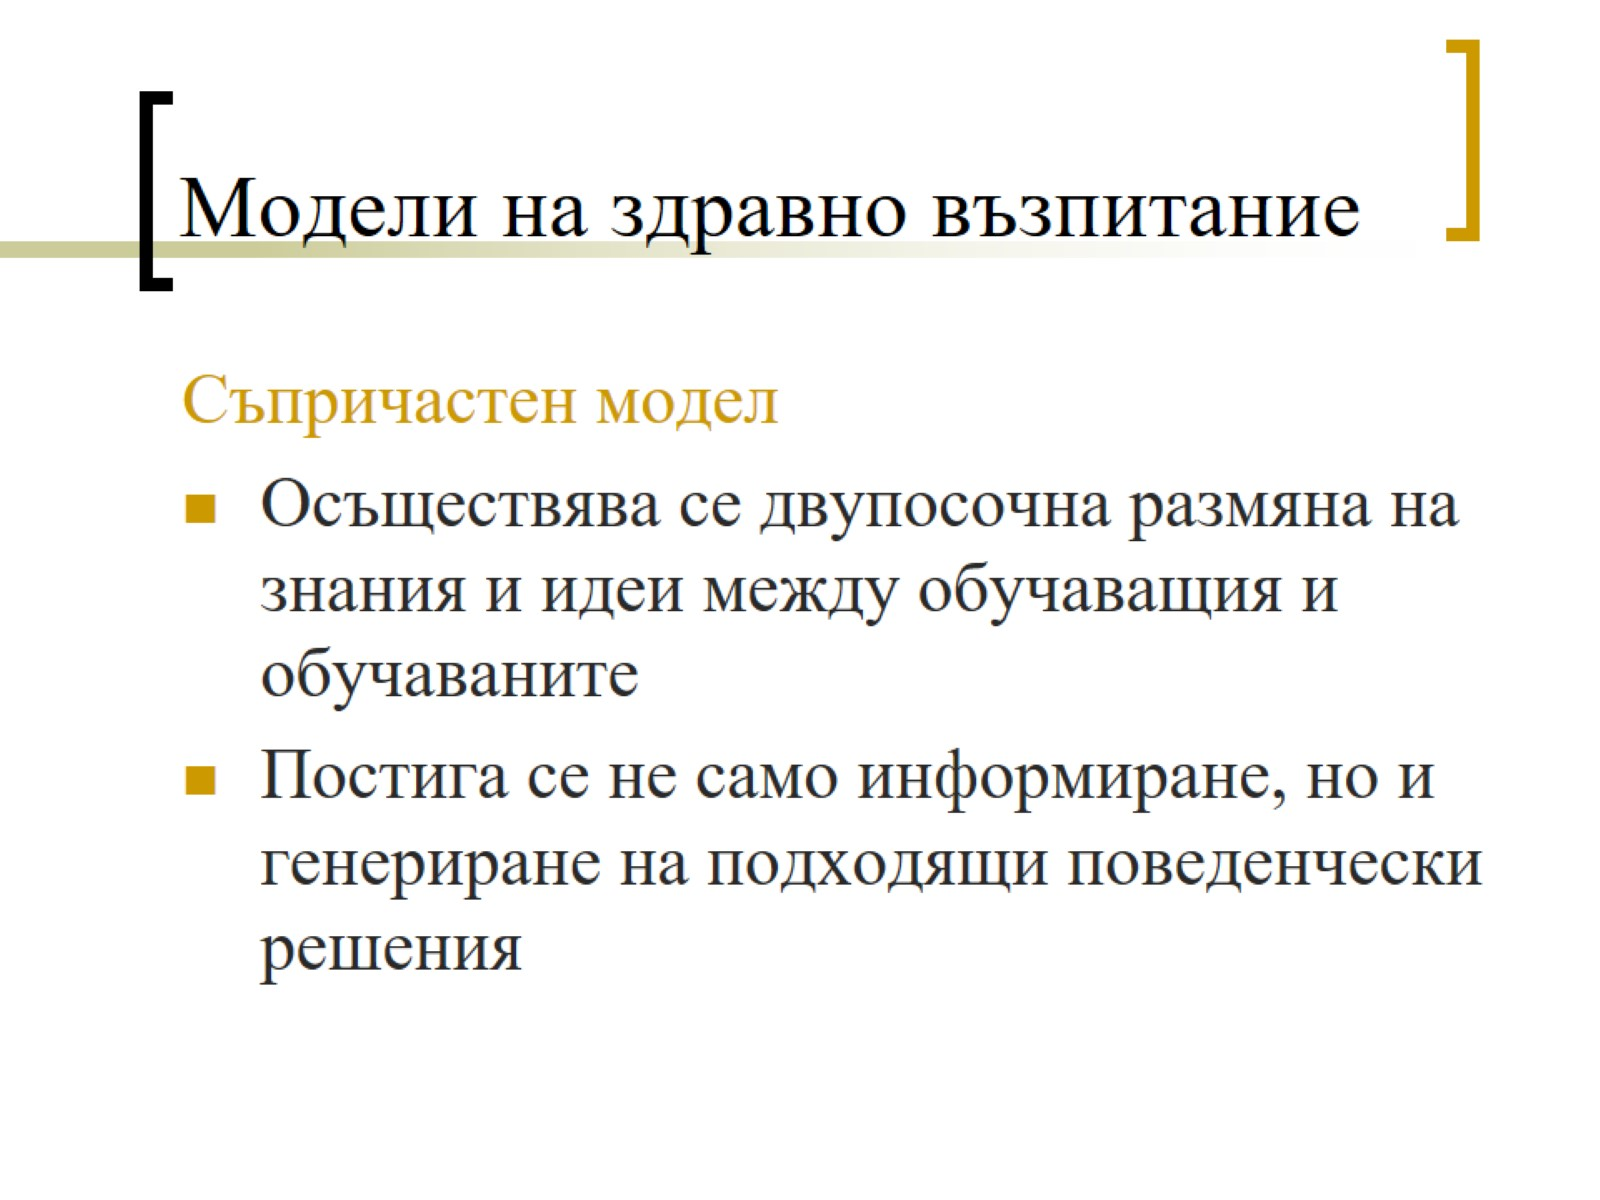 Модели на здравно възпитание
Съпричастен модел
Осъществява се двупосочна размяна на
знания и идеи между обучаващия и
обучаваните
Постига се не само информиране, но и
генериране на подходящи поведенчески
решения